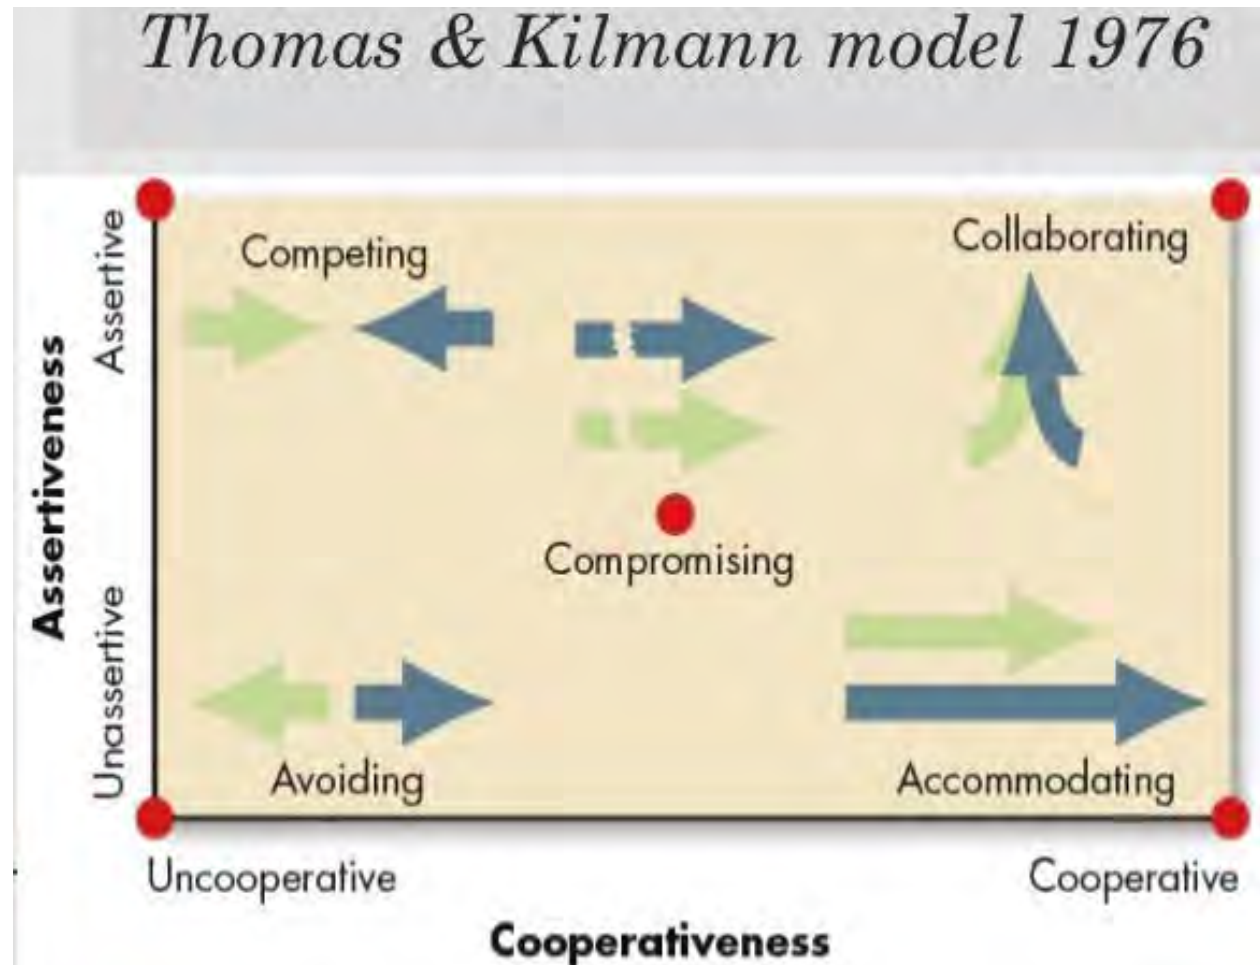 Thomas & Kilmann model 1976
Assertive
Competing
Collaborating
Assertiveness
Compromising
Unassertive
Avoiding
Accommodating
Uncooperative
Cooperative
Cooperativeness